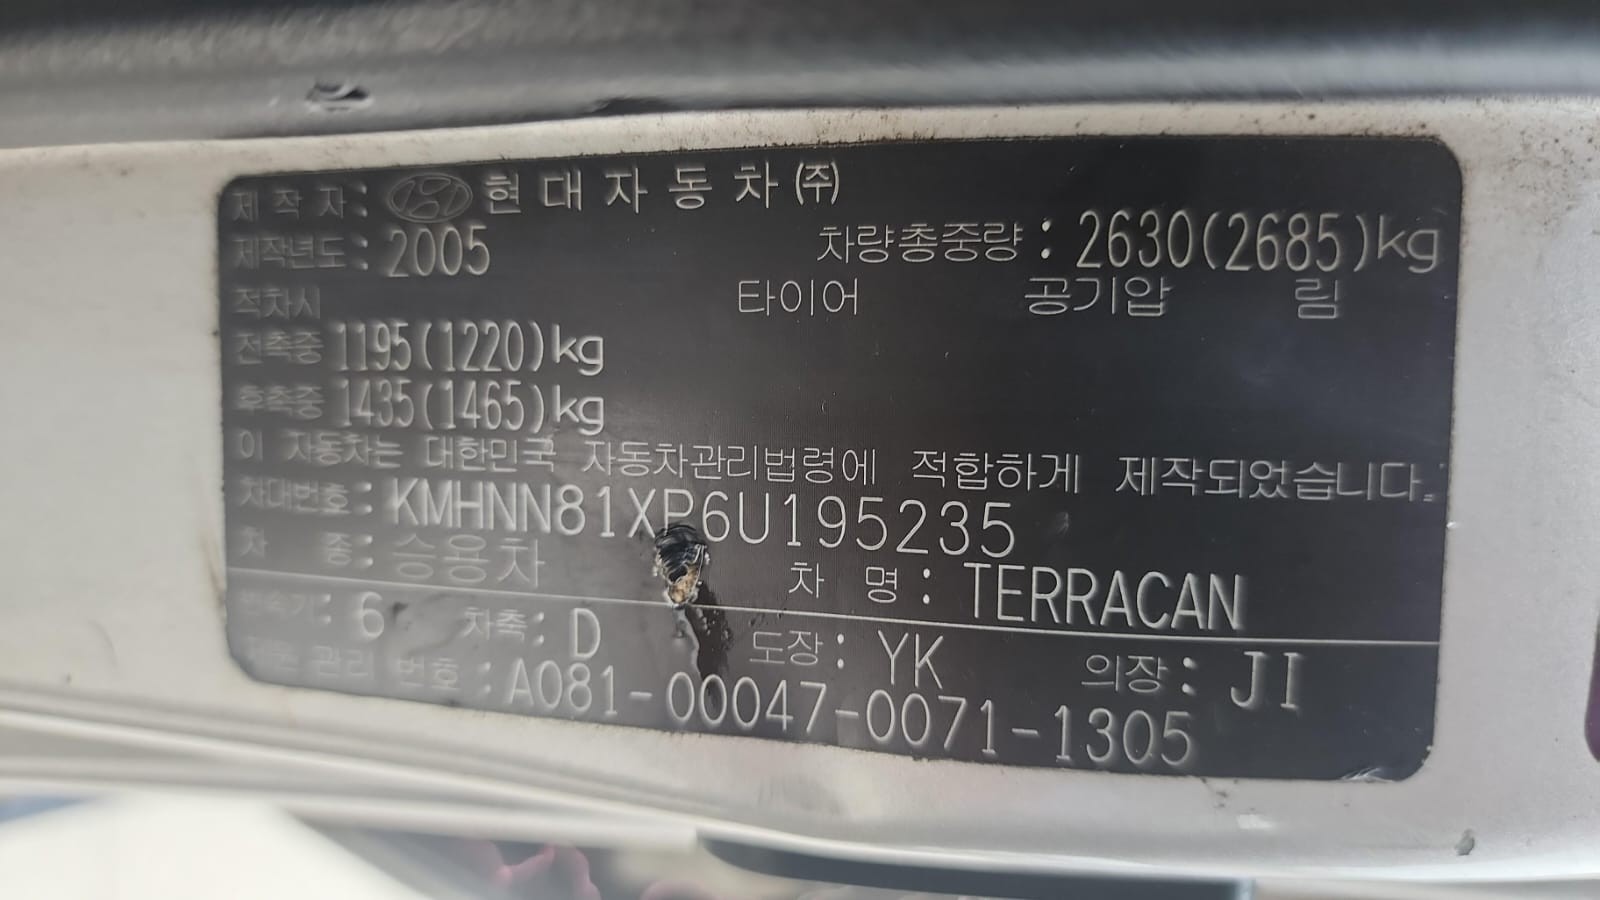 제 작 자: 현 대 자 동 차 ㈜
제작년도: 2005 차량총중량 : 2630(2685)kg
적차시 타이어 공기압 림
전축중 1195(1220)kg
후축중 1435(1465)kg
이 자동차는 대한민국 자동차관리법령에 적합하게 제작되었습니다.
차대번호: KMHNN81XP6U195235
차 종: 승용차 차 명 : TERRACAN
변속기: 6 차축: D 도장: YK 의장: JI
제원 관리 번호 : A081-00047-0071-1305